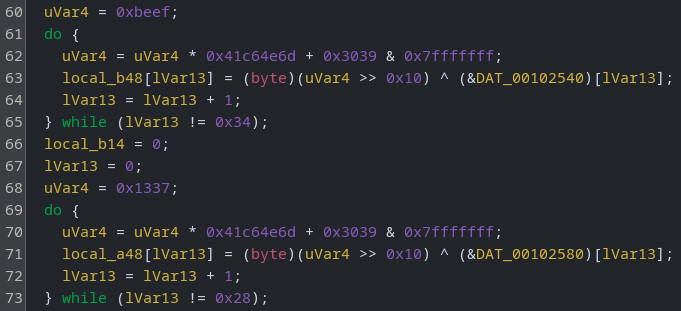 60 uVar4 = 0xbeef;
61 do {
62 uVar4 = uVar4 * 0x41c64e6d + 0x3039 & 0x7fffffff;
63 local_b48[lVar13] = (byte)(uVar4 >> 0x10) ^ (&DAT_00102540)[lVar13];
64 lVar13 = lVar13 + 1;
65 } while (lVar13 != 0x34);
66 local_b14 = 0;
67 lVar13 = 0;
68 uVar4 = 0x1337;
69 do {
70 uVar4 = uVar4 * 0x41c64e6d + 0x3039 & 0x7fffffff;
71 local_a48[lVar13] = (byte)(uVar4 >> 0x10) ^ (&DAT_00102580)[lVar13];
72 lVar13 = lVar13 + 1;
73 } while (lVar13 != 0x28);